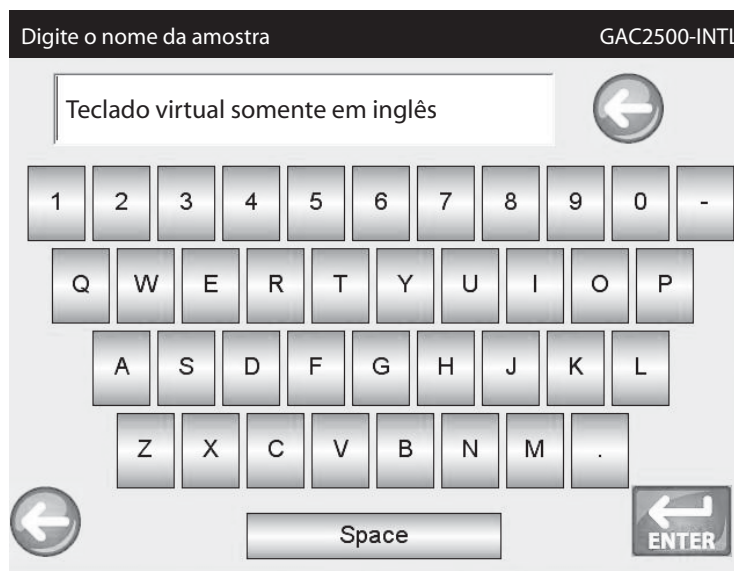 Digite o nome da amostra GAC2500-INTL
Teclado virtual somente em inglês
1 2 3 4 5 6 7 8 9 0 -
Q W E R T Y U I O P
A S D F G H J K L
Z X C V B N M .
Space ENTER